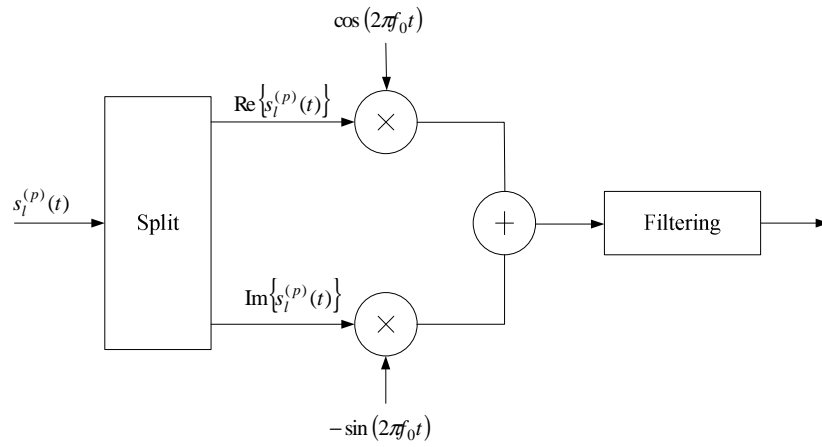 cos(2πf₀t)
Re{s_l^(p)(t)}
×
s_l^(p)(t)
Split
+
Filtering
Im{s_l^(p)(t)}
×
−sin(2πf₀t)